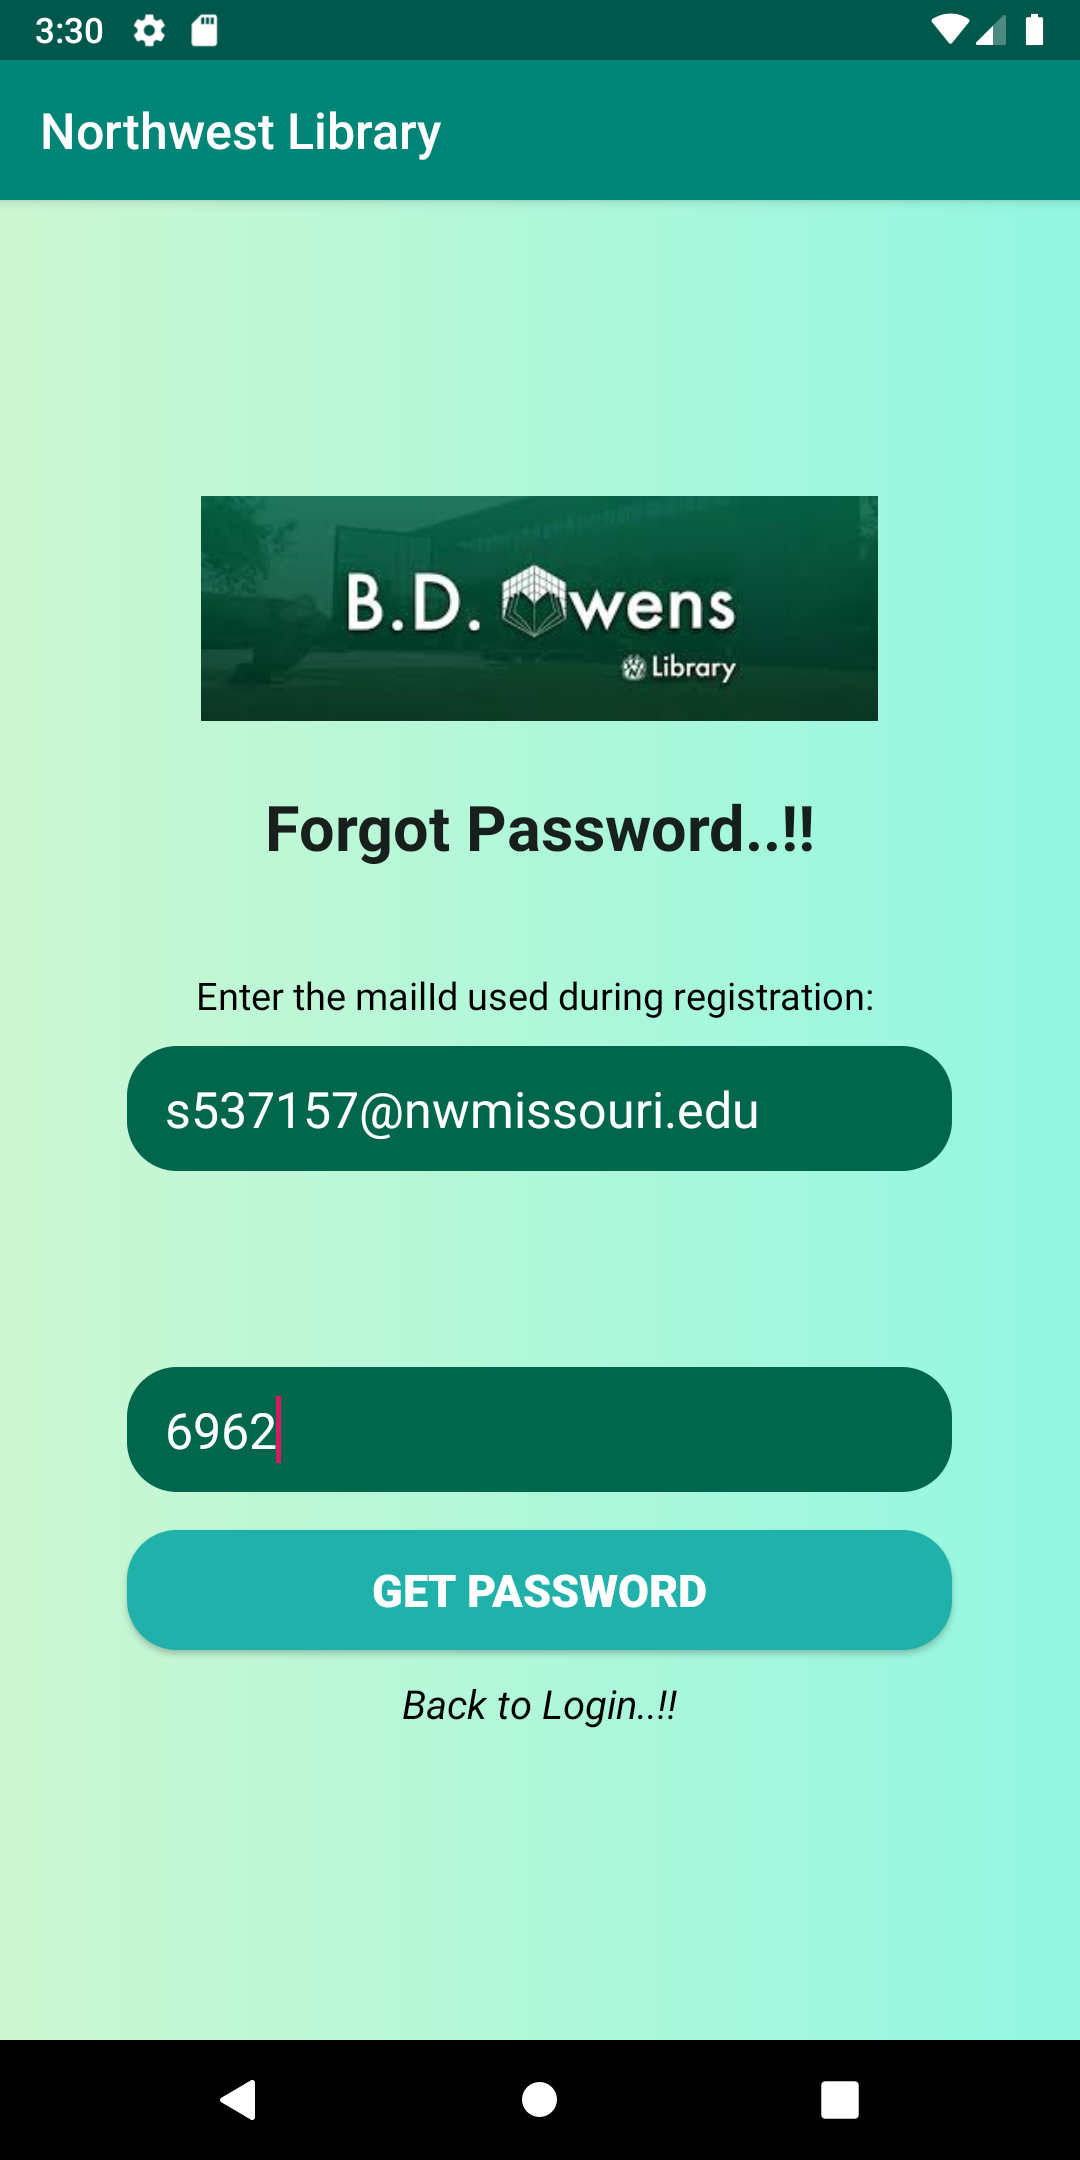 3:30
Northwest Library
B.D. Owens
Library
Forgot Password..!!
Enter the mailId used during registration:
s537157@nwmissouri.edu
6962
GET PASSWORD
Back to Login..!!